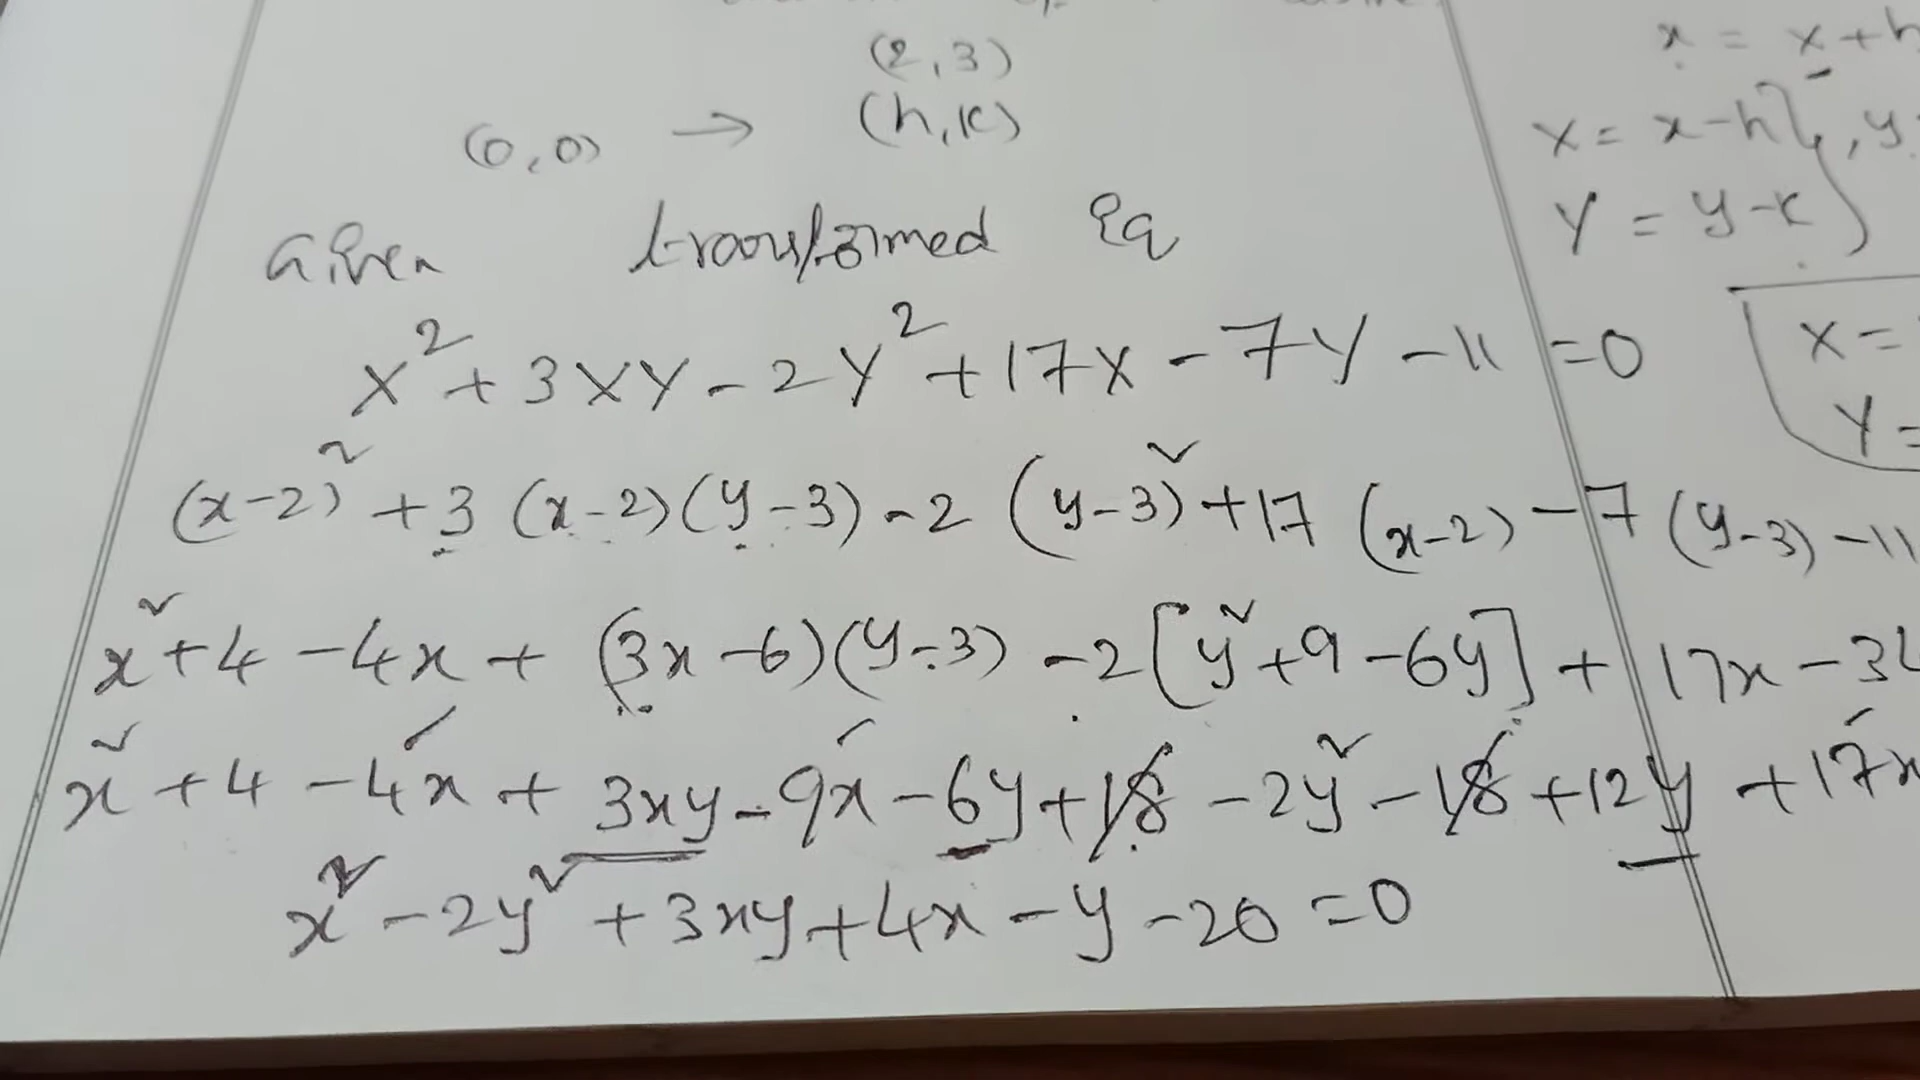 (2,3)
(0,0) → (h,k)
x = X+h
X = x-h, y
Y = y-k
X =
Y =
Given transformed Eq
X² + 3XY - 2Y² + 17X - 7Y - 11 = 0
(x-2)² + 3 (x-2)(y-3) - 2 (y-3)² + 17 (x-2) - 7 (y-3) - 11
x² + 4 - 4x + (3x-6)(y-3) - 2 [y² + 9 - 6y] + 17x - 34
x² + 4 - 4x + 3xy - 9x - 6y + 18 - 2y² - 18 + 12y + 17x
x² - 2y² + 3xy + 4x - y - 20 = 0